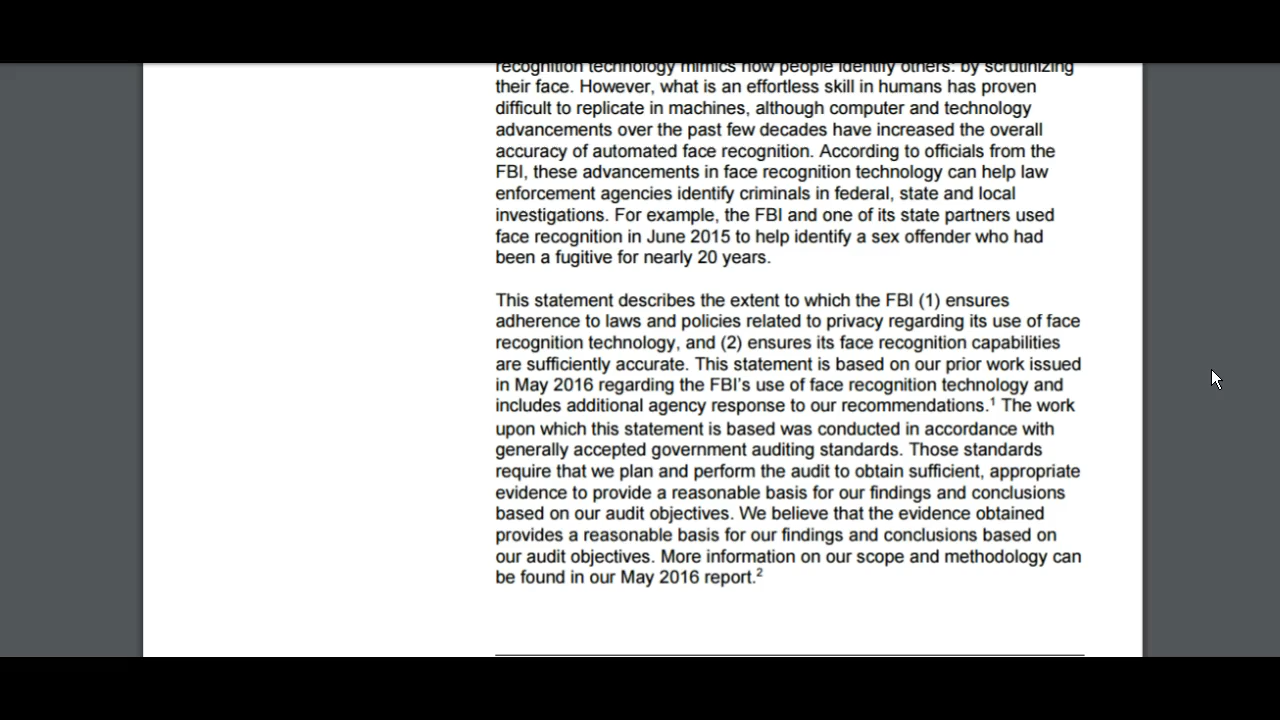 recognition technology mimics how people identify others: by scrutinizing
their face. However, what is an effortless skill in humans has proven
difficult to replicate in machines, although computer and technology
advancements over the past few decades have increased the overall
accuracy of automated face recognition. According to officials from the
FBI, these advancements in face recognition technology can help law
enforcement agencies identify criminals in federal, state and local
investigations. For example, the FBI and one of its state partners used
face recognition in June 2015 to help identify a sex offender who had
been a fugitive for nearly 20 years.
This statement describes the extent to which the FBI (1) ensures
adherence to laws and policies related to privacy regarding its use of face
recognition technology, and (2) ensures its face recognition capabilities
are sufficiently accurate. This statement is based on our prior work issued
in May 2016 regarding the FBI's use of face recognition technology and
includes additional agency response to our recommendations.¹ The work
upon which this statement is based was conducted in accordance with
generally accepted government auditing standards. Those standards
require that we plan and perform the audit to obtain sufficient, appropriate
evidence to provide a reasonable basis for our findings and conclusions
based on our audit objectives. We believe that the evidence obtained
provides a reasonable basis for our findings and conclusions based on
our audit objectives. More information on our scope and methodology can
be found in our May 2016 report.²